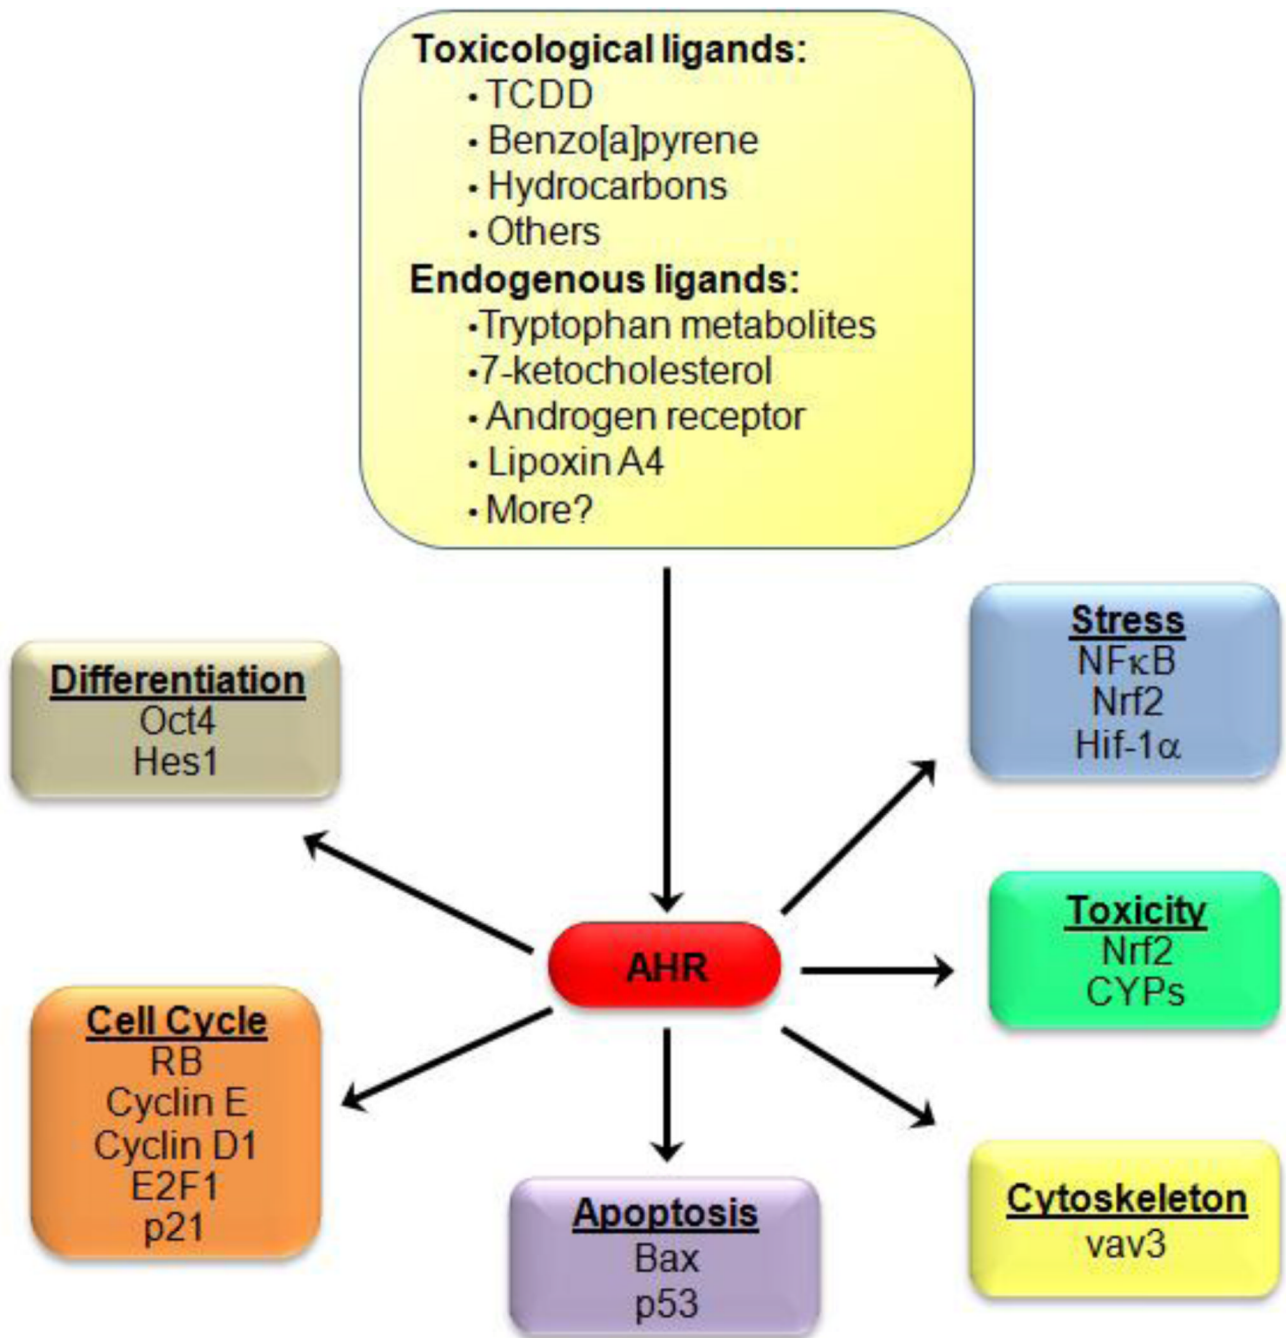 Toxicological ligands:
• TCDD
• Benzo[a]pyrene
• Hydrocarbons
• Others
Endogenous ligands:
•Tryptophan metabolites
•7-ketocholesterol
• Androgen receptor
• Lipoxin A4
• More?
Stress
NFκB
Nrf2
Hif-1α
Differentiation
Oct4
Hes1
AHR
Toxicity
Nrf2
CYPs
Cell Cycle
RB
Cyclin E
Cyclin D1
E2F1
p21
Apoptosis
Bax
p53
Cytoskeleton
vav3